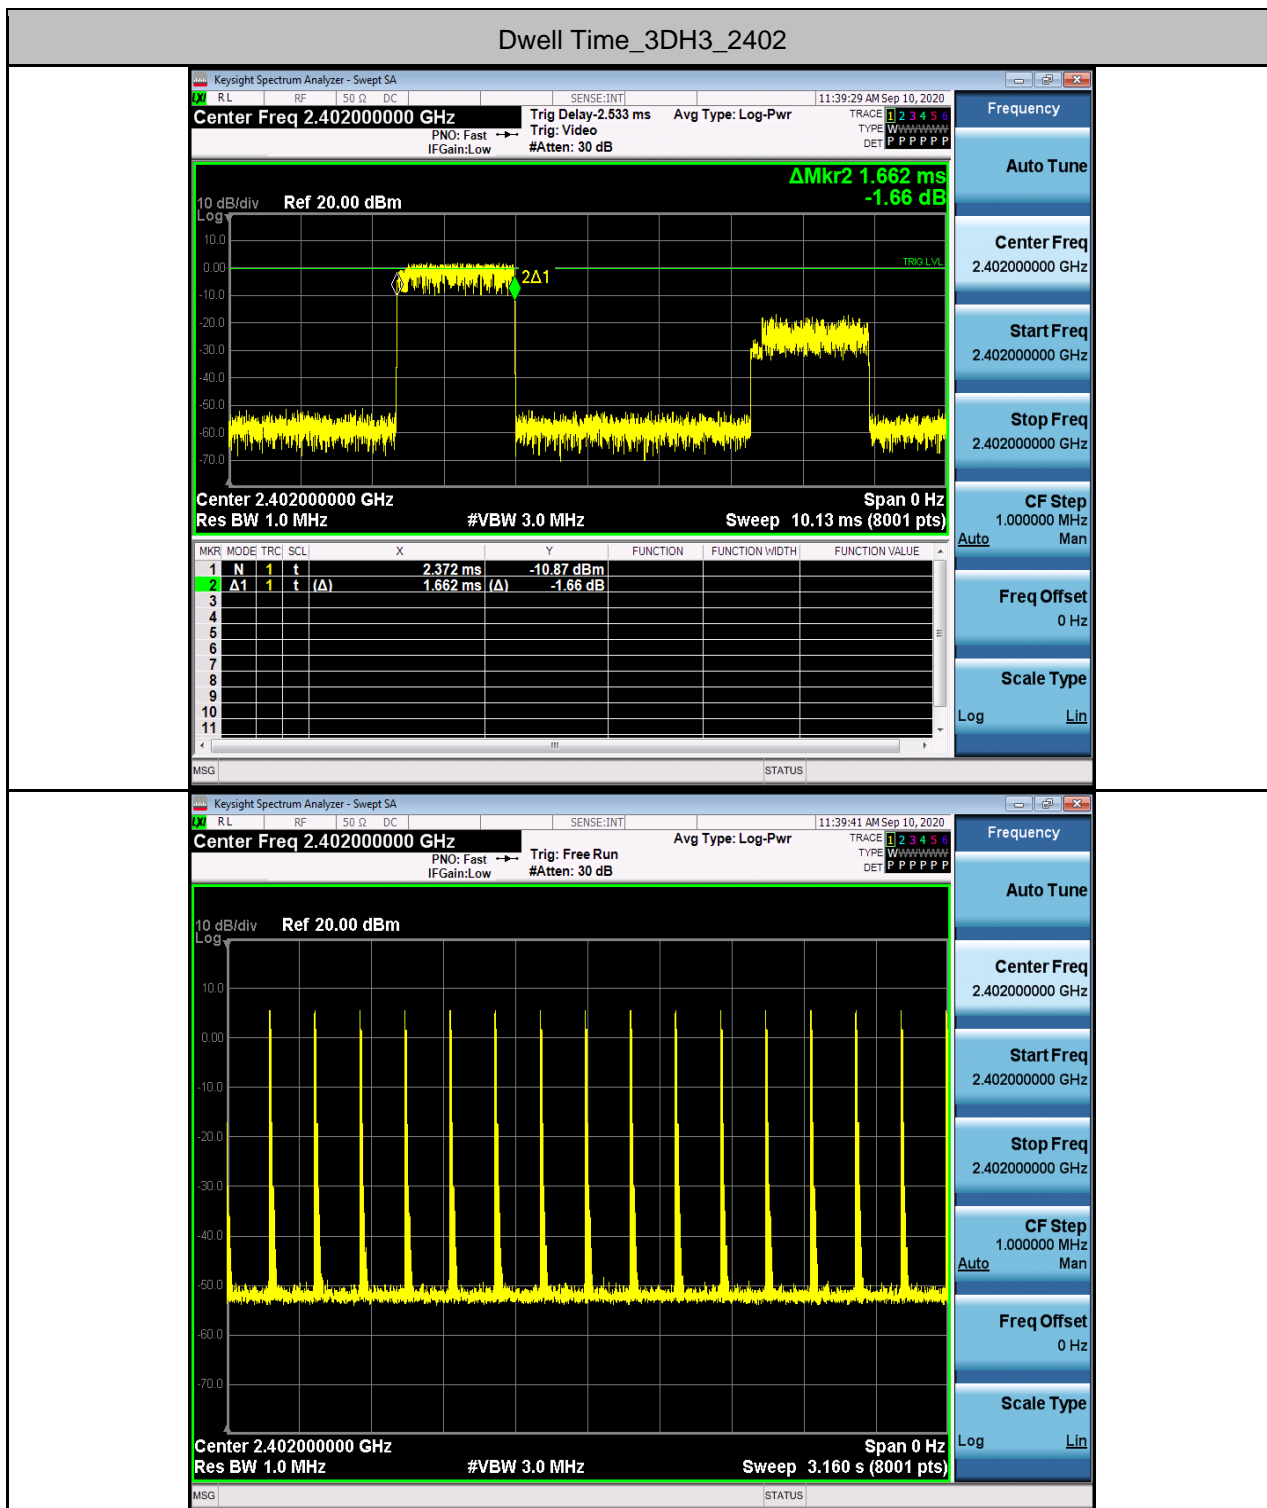 Dwell Time_3DH3_2402
Keysight Spectrum Analyzer - Swept SA
LXI RL RF 50 Ω DC SENSE:INT 11:39:29 AM Sep 10, 2020
Center Freq 2.402000000 GHz Trig Delay-2.533 ms Avg Type: Log-Pwr TRACE 1 2 3 4 5 6
PNO: Fast Trig: Video TYPE WWWWWW
IFGain:Low #Atten: 30 dB DET P P P P P P
ΔMkr2 1.662 ms
-1.66 dB
10 dB/div Ref 20.00 dBm
Log
10.0
0.00
TRIG LVL
2Δ1
-10.0
-20.0
-30.0
-40.0
-50.0
-60.0
-70.0
Center 2.402000000 GHz Span 0 Hz
Res BW 1.0 MHz #VBW 3.0 MHz Sweep 10.13 ms (8001 pts)
MKR MODE TRC SCL X Y FUNCTION FUNCTION WIDTH FUNCTION VALUE
1 N 1 t 2.372 ms -10.87 dBm
2 Δ1 1 t (Δ) 1.662 ms (Δ) -1.66 dB
3
4
5
6
7
8
9
10
11
MSG STATUS
Frequency
Auto Tune
Center Freq
2.402000000 GHz
Start Freq
2.402000000 GHz
Stop Freq
2.402000000 GHz
CF Step
1.000000 MHz
Auto Man
Freq Offset
0 Hz
Scale Type
Log Lin
Keysight Spectrum Analyzer - Swept SA
LXI RL RF 50 Ω DC SENSE:INT 11:39:41 AM Sep 10, 2020
Center Freq 2.402000000 GHz Avg Type: Log-Pwr TRACE 1 2 3 4 5 6
PNO: Fast Trig: Free Run TYPE WWWWWW
IFGain:Low #Atten: 30 dB DET P P P P P P
10 dB/div Ref 20.00 dBm
Log
10.0
0.00
-10.0
-20.0
-30.0
-40.0
-50.0
-60.0
-70.0
Center 2.402000000 GHz Span 0 Hz
Res BW 1.0 MHz #VBW 3.0 MHz Sweep 3.160 s (8001 pts)
MSG STATUS
Frequency
Auto Tune
Center Freq
2.402000000 GHz
Start Freq
2.402000000 GHz
Stop Freq
2.402000000 GHz
CF Step
1.000000 MHz
Auto Man
Freq Offset
0 Hz
Scale Type
Log Lin